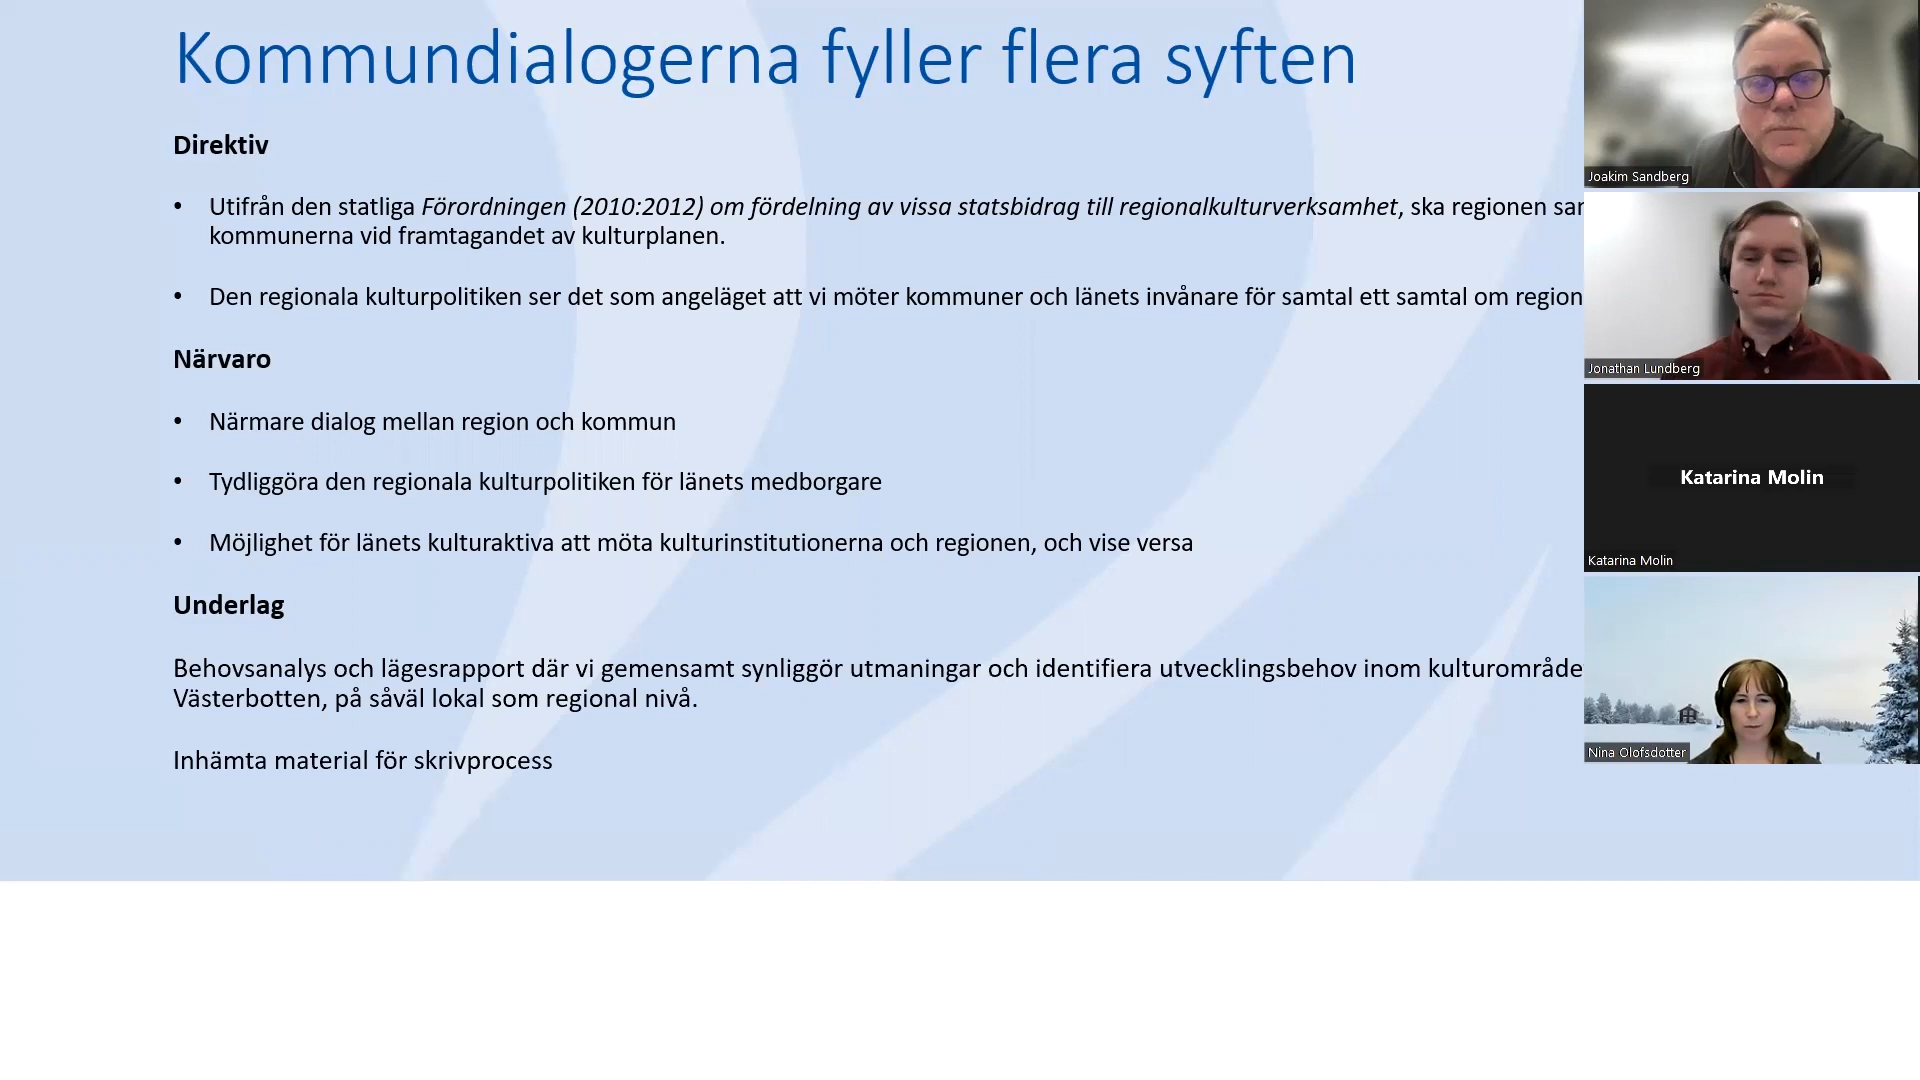 Kommundialogerna fyller flera syften
Direktiv
• Utifrån den statliga Förordningen (2010:2012) om fördelning av vissa statsbidrag till regionalkulturverksamhet, ska regionen
kommunerna vid framtagandet av kulturplanen.
• Den regionala kulturpolitiken ser det som angeläget att vi möter kommuner och länets invånare för samtal ett samtal om region
Närvaro
• Närmare dialog mellan region och kommun
• Tydliggöra den regionala kulturpolitiken för länets medborgare
• Möjlighet för länets kulturaktiva att möta kulturinstitutionerna och regionen, och vise versa
Underlag
Behovsanalys och lägesrapport där vi gemensamt synliggör utmaningar och identifiera utvecklingsbehov inom kulturområde
Västerbotten, på såväl lokal som regional nivå.
Inhämta material för skrivprocess
Joakim Sandberg
Jonathan Lundberg
Katarina Molin
Katarina Molin
Nina Olofsdotter